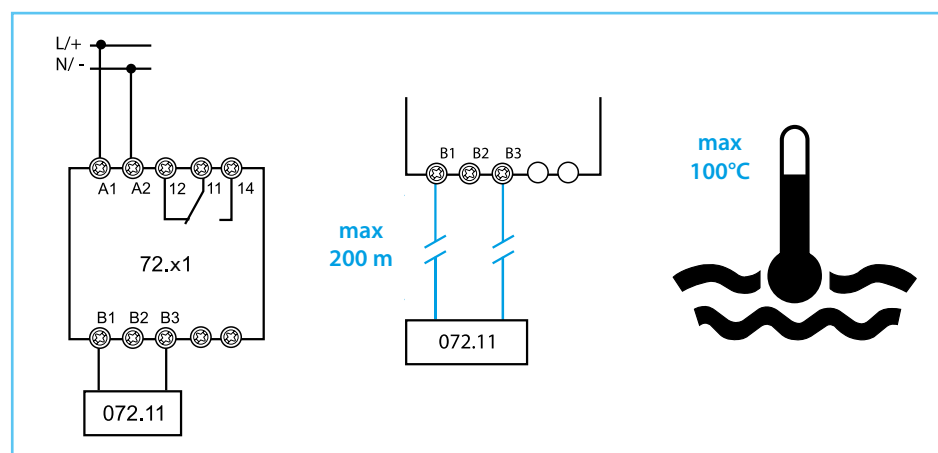 L/+
N/ -
A1 A2 12 11 14
72.x1
B1 B2 B3
072.11
B1 B2 B3
max
200 m
072.11
max
100°C